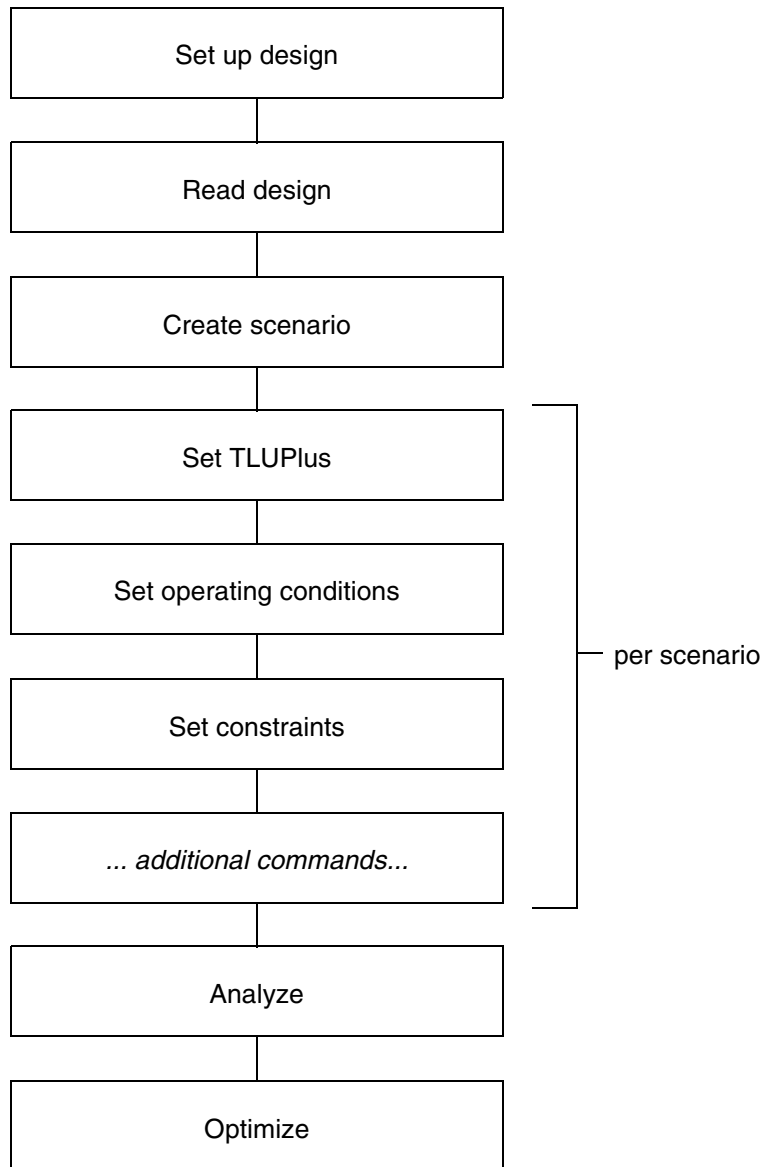 Set up design
Read design
Create scenario
Set TLUPlus
Set operating conditions
per scenario
Set constraints
... additional commands...
Analyze
Optimize